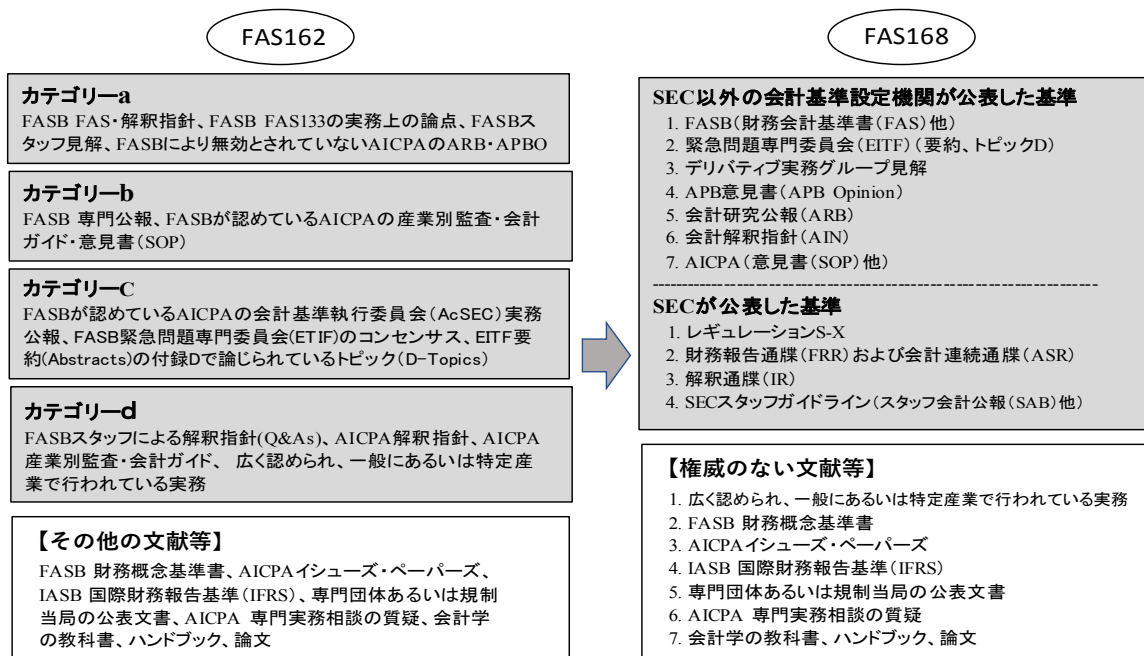 FAS162
カテゴリーa
FASB FAS・解釈指針、FASB FAS133の実務上の論点、FASBス
タッフ見解、FASBにより無効とされていないAICPAのARB・APBO
カテゴリーb
FASB 専門公報、FASBが認めているAICPAの産業別監査・会計
ガイド・意見書(SOP)
カテゴリーC
FASBが認めているAICPAの会計基準執行委員会(AcSEC)実務
公報、FASB緊急問題専門委員会(ETIF)のコンセンサス、EITF要
約(Abstracts)の付録Dで論じられているトピック(D-Topics)
カテゴリーd
FASBスタッフによる解釈指針(Q&As)、AICPA解釈指針、AICPA
産業別監査・会計ガイド、 広く認められ、一般にあるいは特定産
業で行われている実務
【その他の文献等】
FASB 財務概念基準書、AICPAイシューズ・ペーパーズ、
IASB 国際財務報告基準(IFRS)、専門団体あるいは規制
当局の公表文書、AICPA 専門実務相談の質疑、会計学
の教科書、ハンドブック、論文
FAS168
SEC以外の会計基準設定機関が公表した基準
1. FASB(財務会計基準書(FAS)他)
2. 緊急問題専門委員会(EITF)(要約、トピックD)
3. デリバティブ実務グループ見解
4. APB意見書(APB Opinion)
5. 会計研究公報(ARB)
6. 会計解釈指針(AIN)
7. AICPA(意見書(SOP)他)
SECが公表した基準
1. レギュレーションS-X
2. 財務報告通牒(FRR)および会計連続通牒(ASR)
3. 解釈通牒(IR)
4. SECスタッフガイドライン(スタッフ会計公報(SAB)他)
【権威のない文献等】
1. 広く認められ、一般にあるいは特定産業で行われている実務
2. FASB 財務概念基準書
3. AICPAイシューズ・ペーパーズ
4. IASB 国際財務報告基準(IFRS)
5. 専門団体あるいは規制当局の公表文書
6. AICPA 専門実務相談の質疑
7. 会計学の教科書、ハンドブック、論文